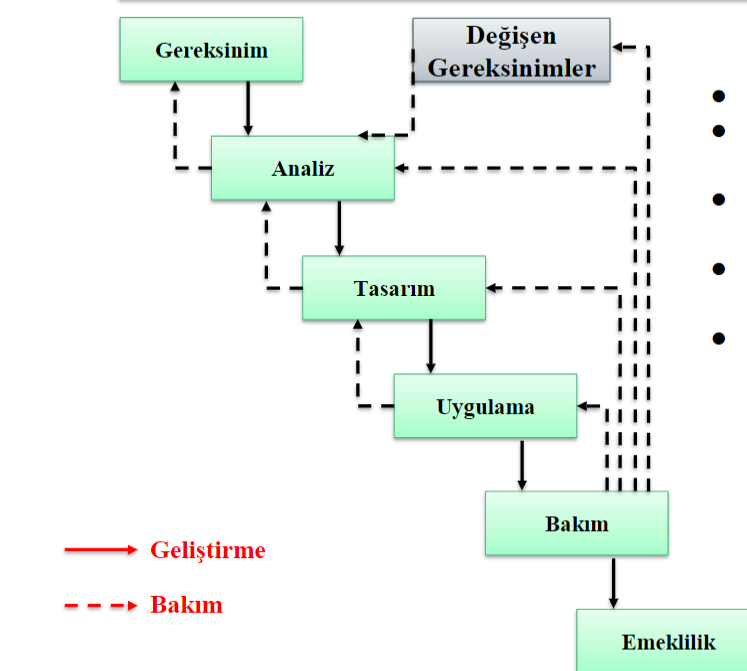 Gereksinim
Değişen
Gereksinimler
Analiz
Tasarım
Uygulama
Bakım
Geliştirme
Bakım
Emeklilik